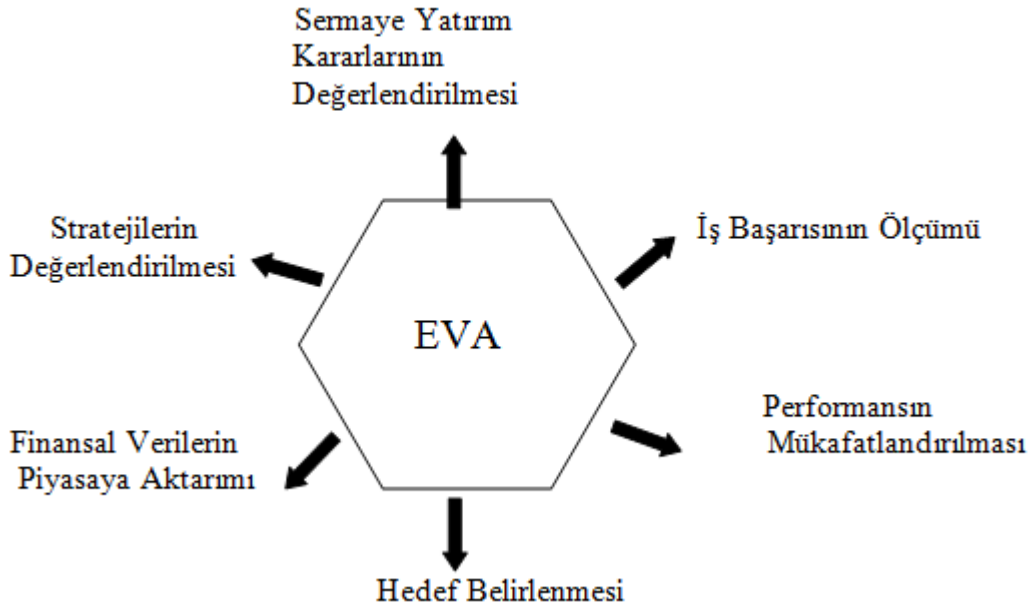 Sermaye Yatırım
Kararlarının
Değerlendirilmesi
Stratejilerin
Değerlendirilmesi
İş Başarısının Ölçümü
EVA
Finansal Verilerin
Piyasaya Aktarımı
Performansın
Mükafatlandırılması
Hedef Belirlenmesi